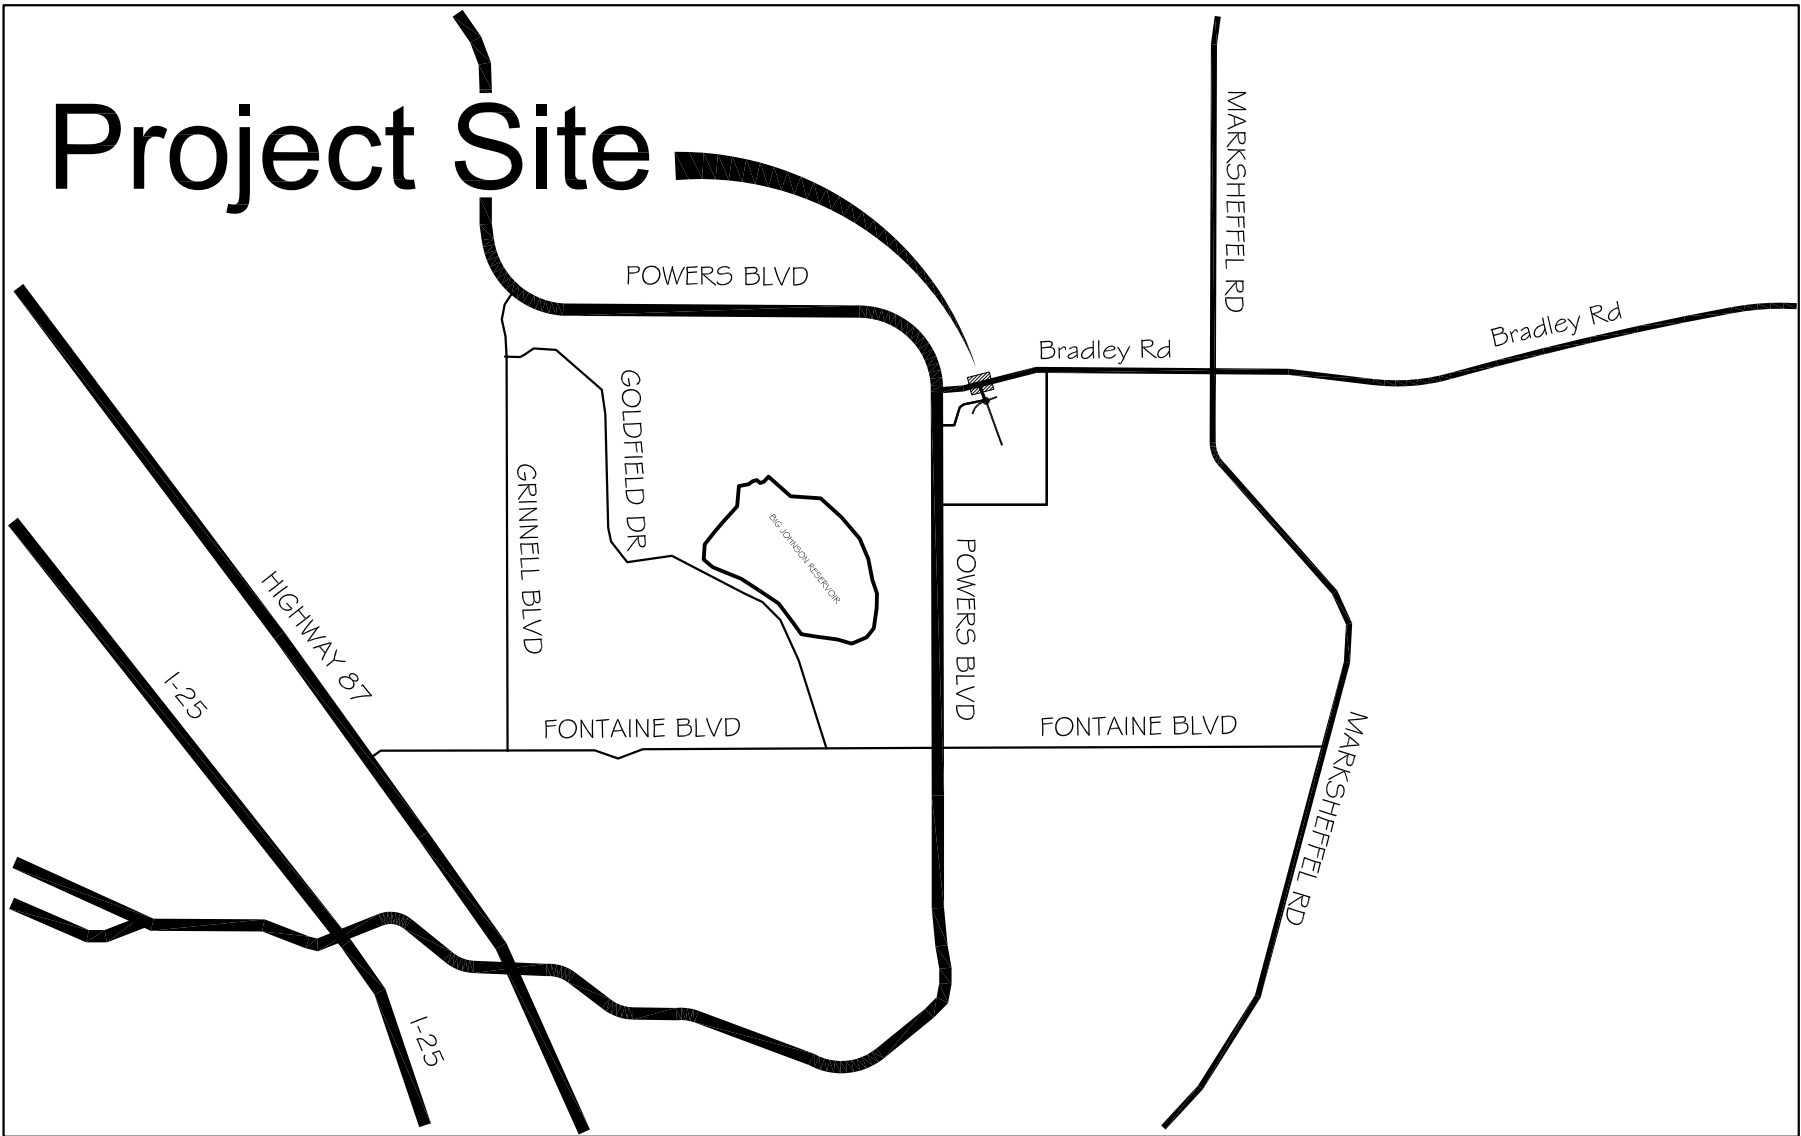 Project Site
MARKSHEFFEL RD
POWERS BLVD
Bradley Rd
Bradley Rd
GOLDFIELD DR
GRINNELL BLVD
BIG JOHNSON RESERVOIR
POWERS BLVD
HIGHWAY 87
I-25
FONTAINE BLVD
FONTAINE BLVD
MARKSHEFFEL RD
I-25